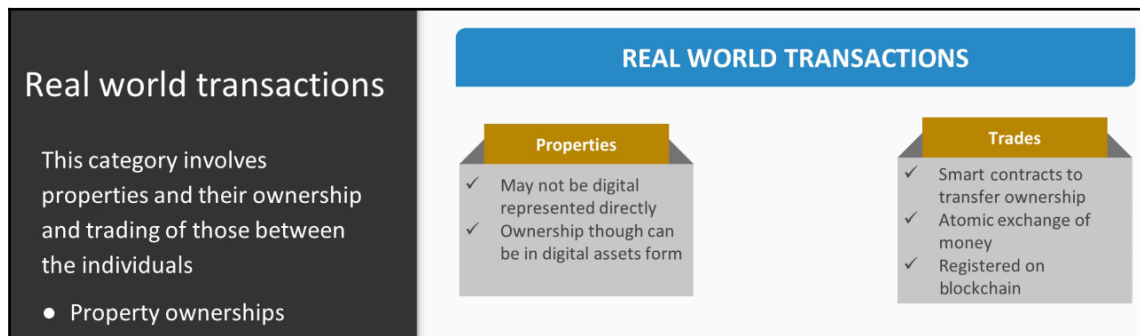 Real world transactions
This category involves
properties and their ownership
and trading of those between
the individuals
● Property ownerships
REAL WORLD TRANSACTIONS
Properties
✓ May not be digital
represented directly
✓ Ownership though can
be in digital assets form
Trades
✓ Smart contracts to
transfer ownership
✓ Atomic exchange of
money
✓ Registered on
blockchain